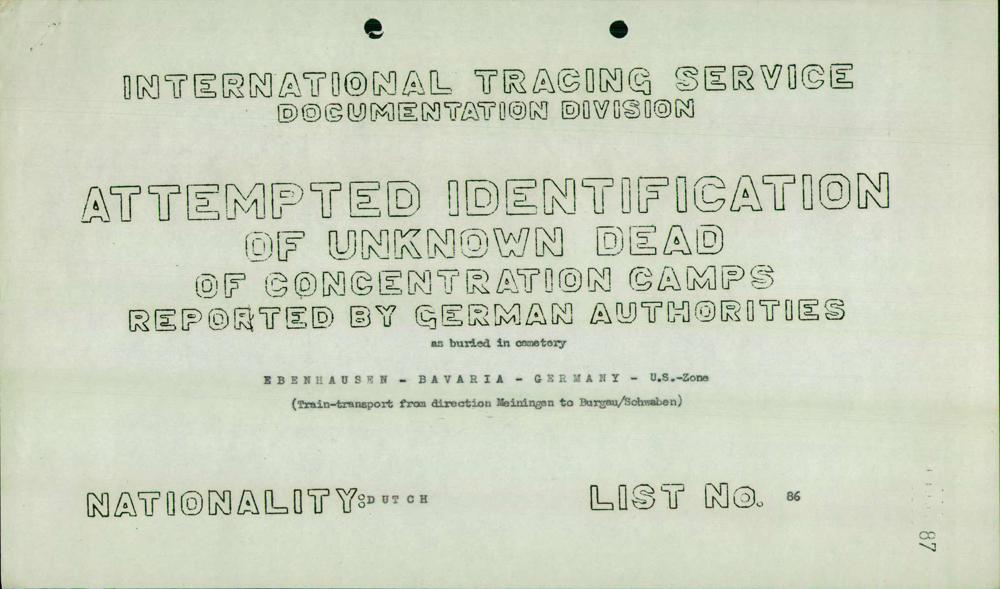 INTERNATIONAL TRACING SERVICE
DOCUMENTATION DIVISION
ATTEMPTED IDENTIFICATION
OF UNKNOWN DEAD
OF CONCENTRATION CAMPS
REPORTED BY GERMAN AUTHORITIES
as buried in cemetery
EBENHAUSEN - BAVARIA - GERMANY - U.S.-Zone
(Train-transport from direction Meiningen to Burgau/Schwaben)
NATIONALITY: DUTCH
LIST No. 86
87